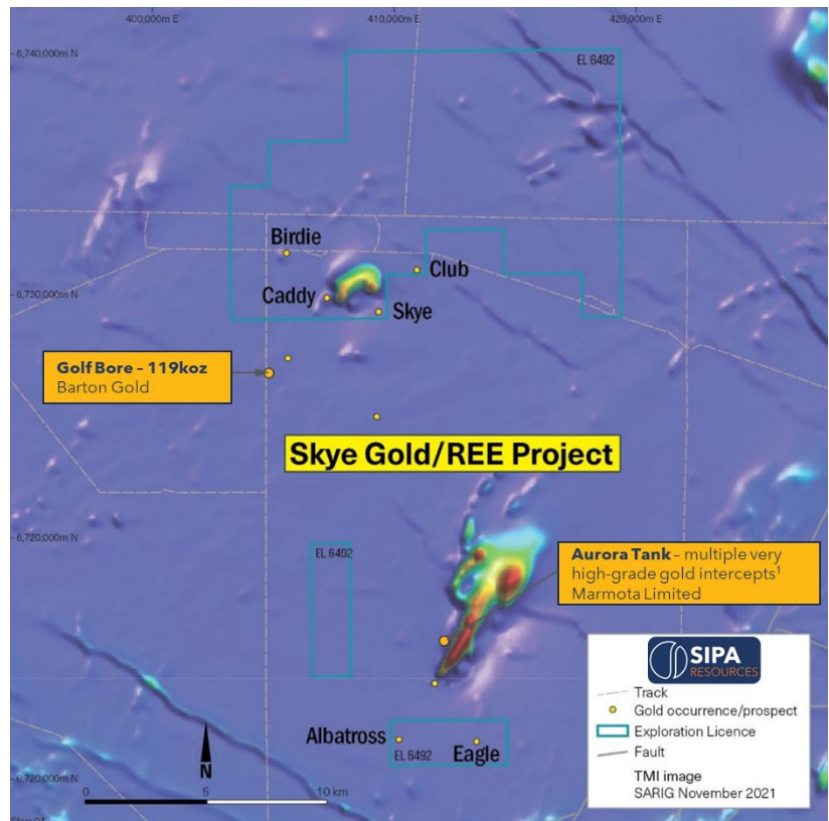 400,000m E
410,000m E
420,000m E
6,740,000m N
EL 6492
Birdie
Club
6,730,000m N
Caddy
Skye
Golf Bore – 119koz
Barton Gold
Skye Gold/REE Project
6,720,000m N
EL 6492
Aurora Tank – multiple very
high-grade gold intercepts¹
Marmota Limited
SIPA
RESOURCES
Track
Gold occurrence/prospect
Exploration Licence
Fault
TMI image
SARIG November 2021
Albatross
EL 6492
Eagle
6,720,000m N
N
0
5
10 km